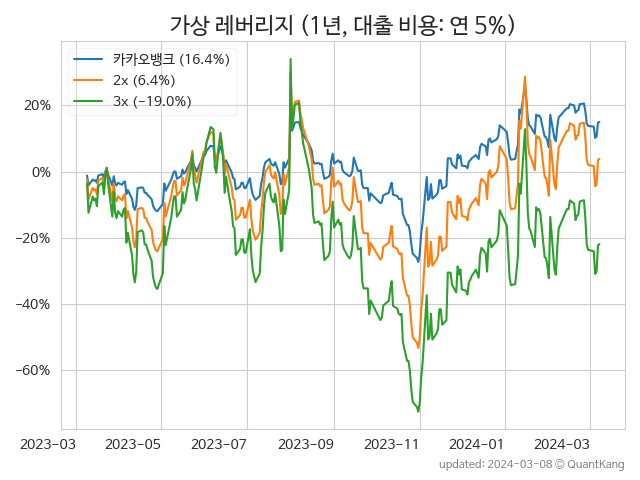 가상 레버리지 (1년, 대출 비용: 연 5%)
카카오뱅크 (16.4%)
2x (6.4%)
3x (−19.0%)
20%
0%
−20%
−40%
−60%
2023-03
2023-05
2023-07
2023-09
2023-11
2024-01
2024-03
updated: 2024-03-08 © QuantKang